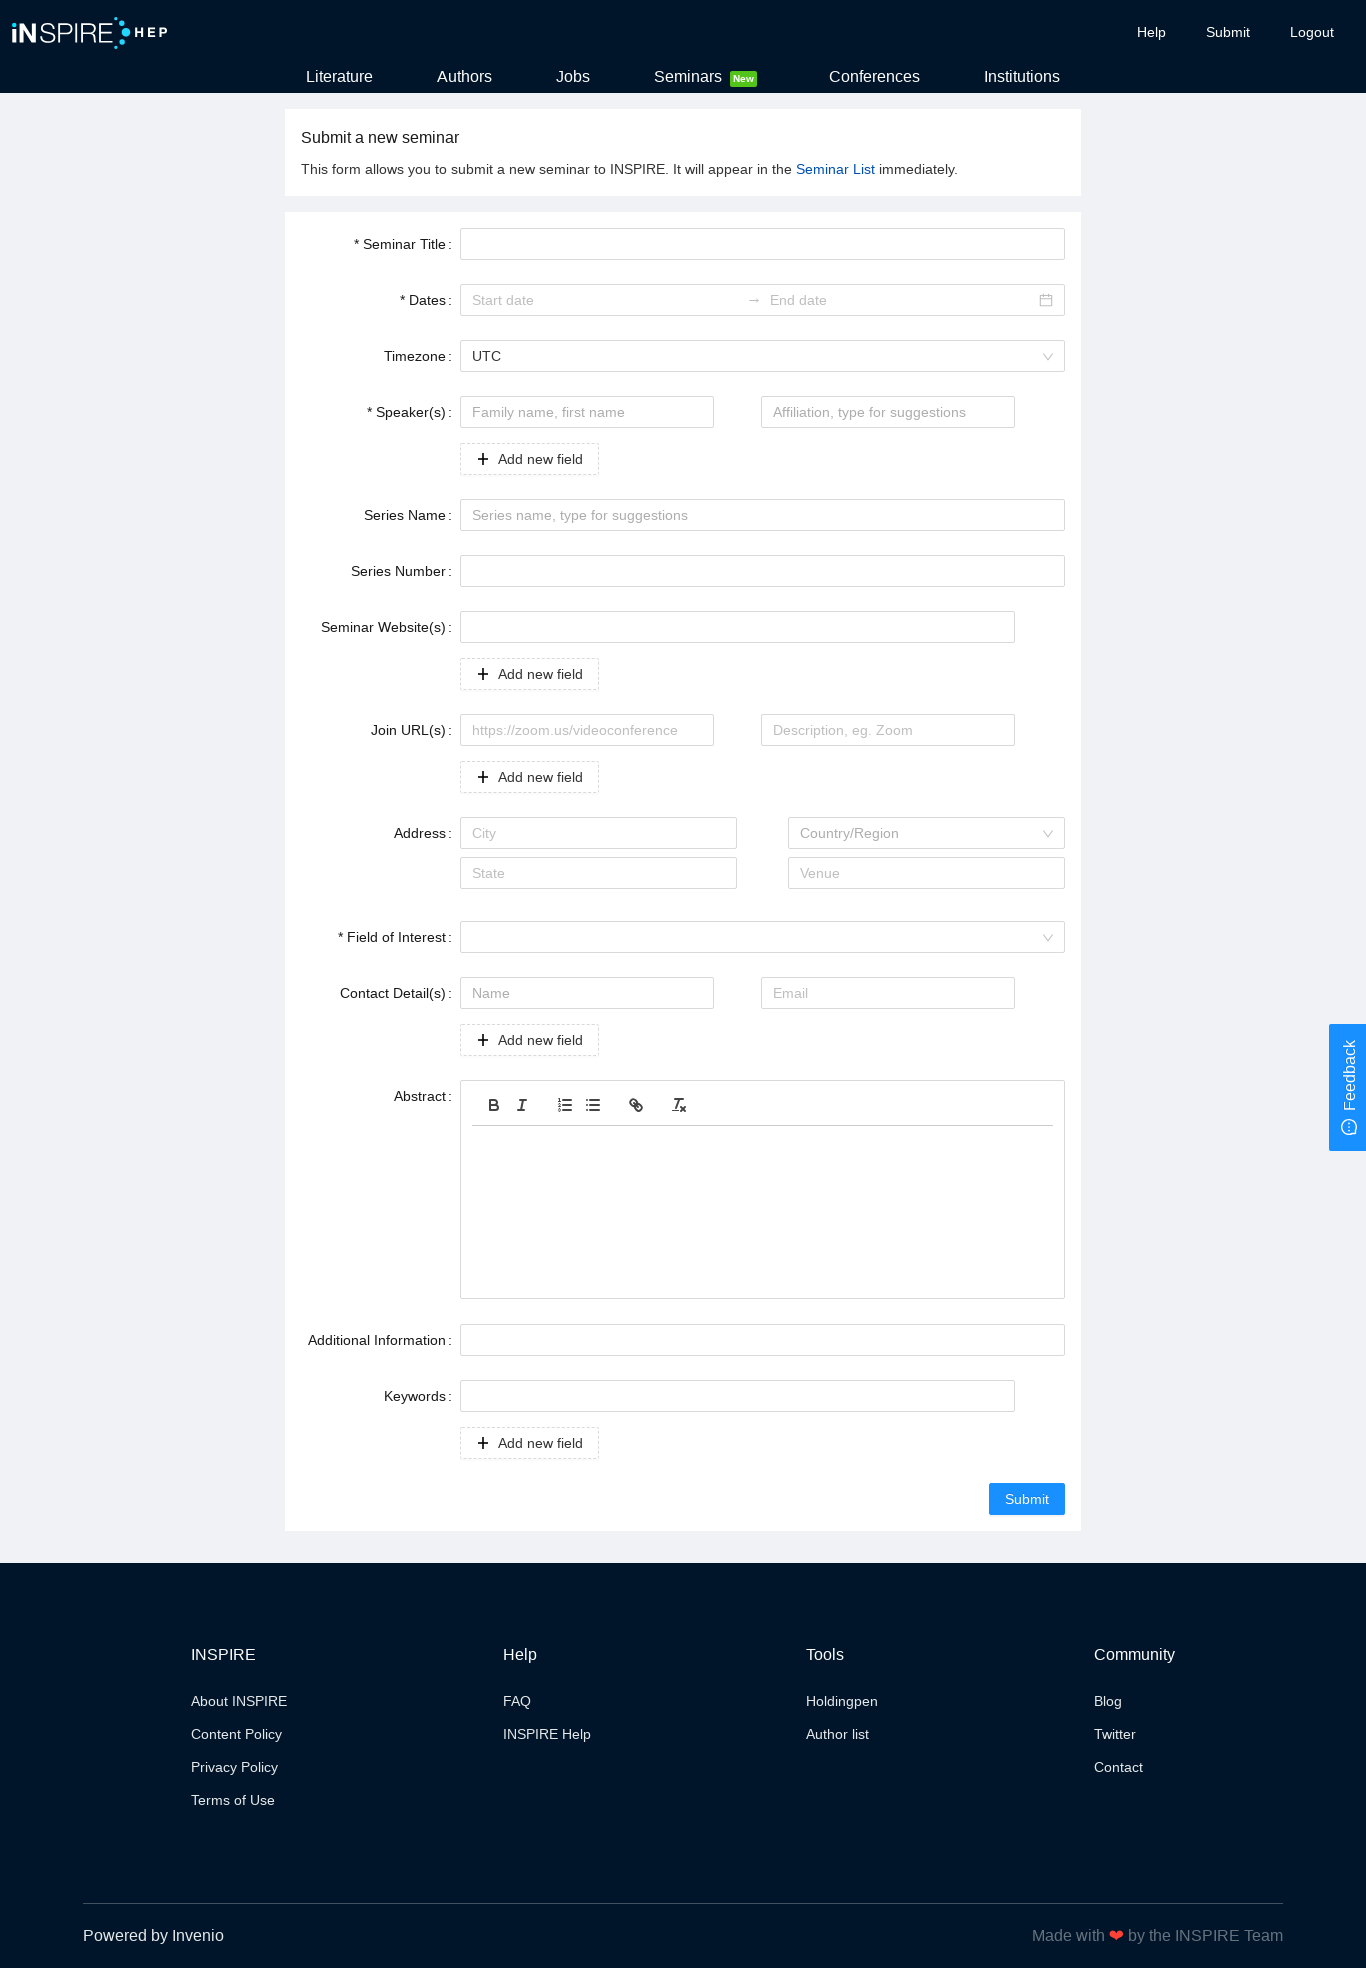 iNSPIRE HEP
Help Submit Logout
Literature Authors Jobs Seminars New Conferences Institutions
Submit a new seminar
This form allows you to submit a new seminar to INSPIRE. It will appear in the Seminar List immediately.
* Seminar Title :
* Dates : Start date → End date
Timezone : UTC
* Speaker(s) : Family name, first name Affiliation, type for suggestions
+ Add new field
Series Name : Series name, type for suggestions
Series Number :
Seminar Website(s) :
+ Add new field
Join URL(s) : https://zoom.us/videoconference Description, eg. Zoom
+ Add new field
Address : City Country/Region
State Venue
* Field of Interest :
Contact Detail(s) : Name Email
+ Add new field
Feedback
Abstract :
Additional Information :
Keywords :
+ Add new field
Submit
INSPIRE Help Tools Community
About INSPIRE FAQ Holdingpen Blog
Content Policy INSPIRE Help Author list Twitter
Privacy Policy Contact
Terms of Use
Powered by Invenio Made with ❤ by the INSPIRE Team